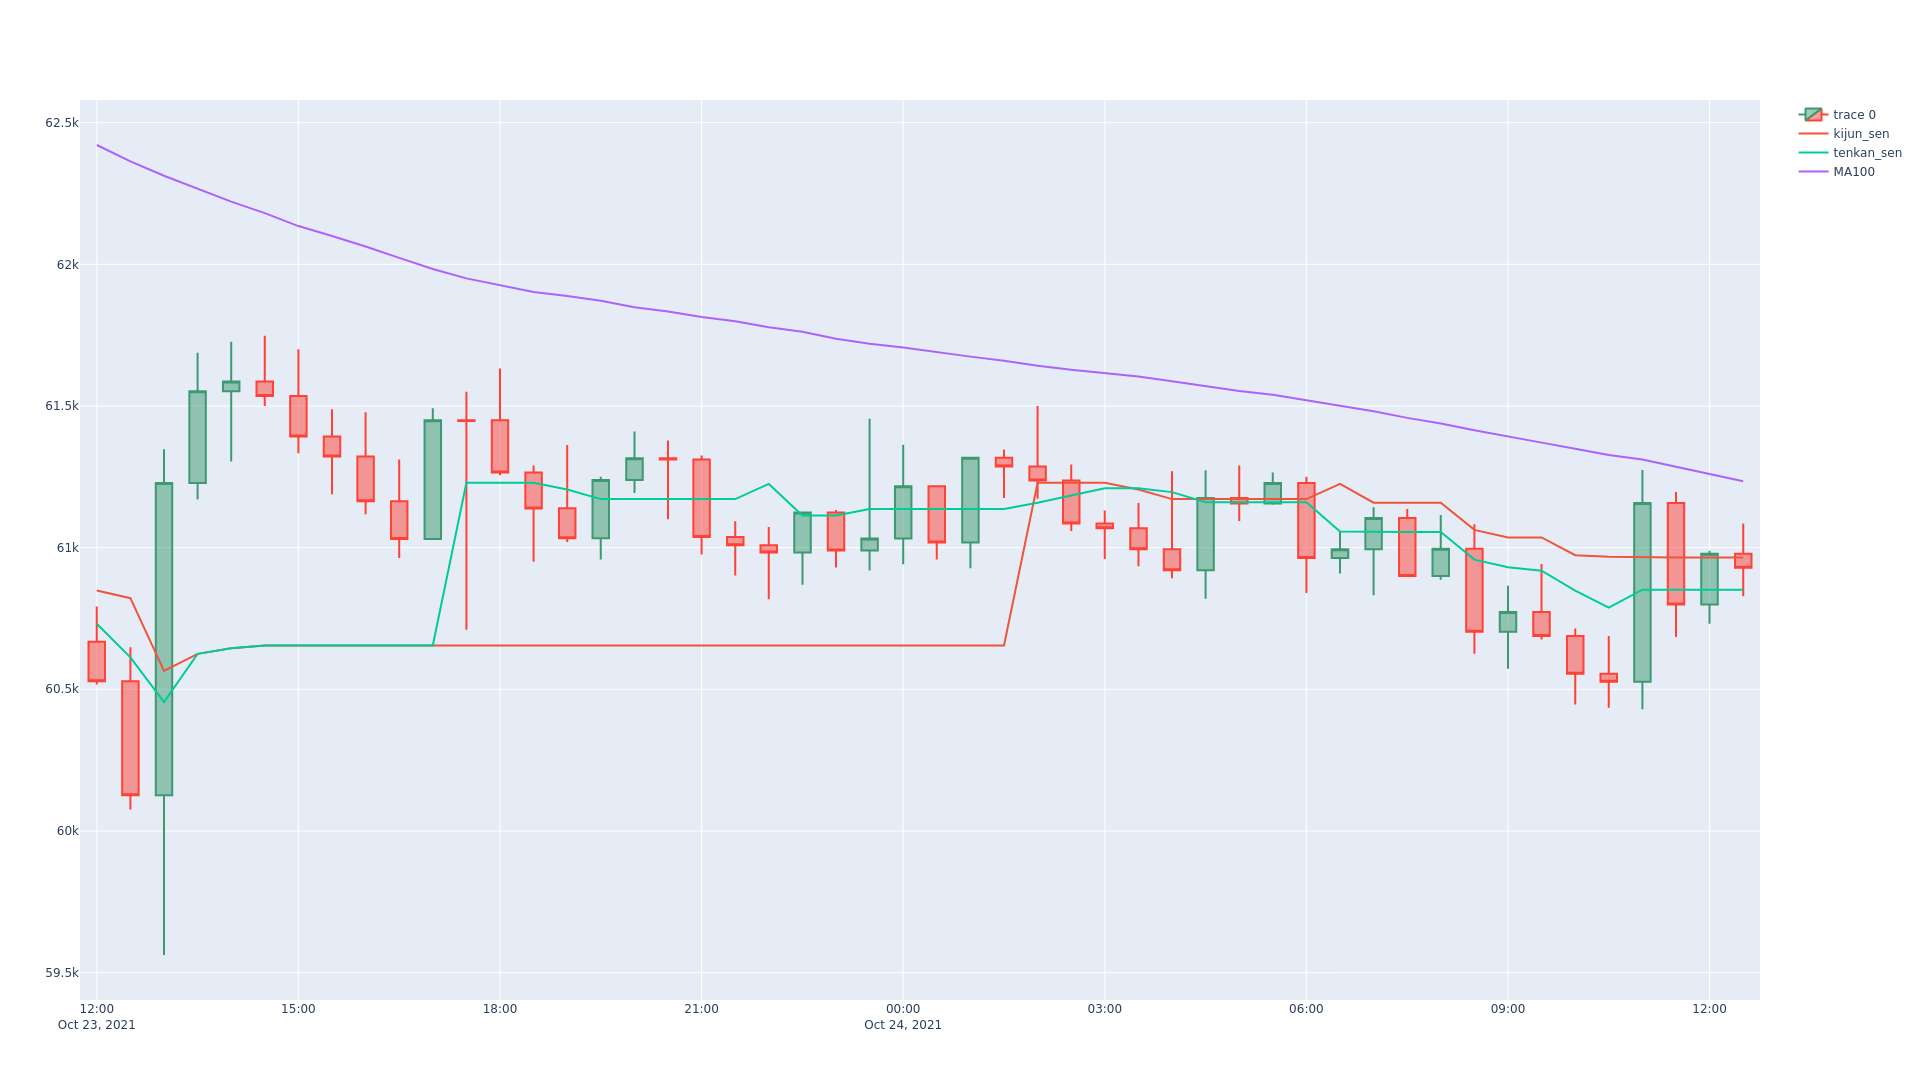 62.5k
62k
61.5k
61k
60.5k
60k
59.5k
12:00 15:00 18:00 21:00 00:00 03:00 06:00 09:00 12:00
Oct 23, 2021 Oct 24, 2021
trace 0
kijun_sen
tenkan_sen
MA100